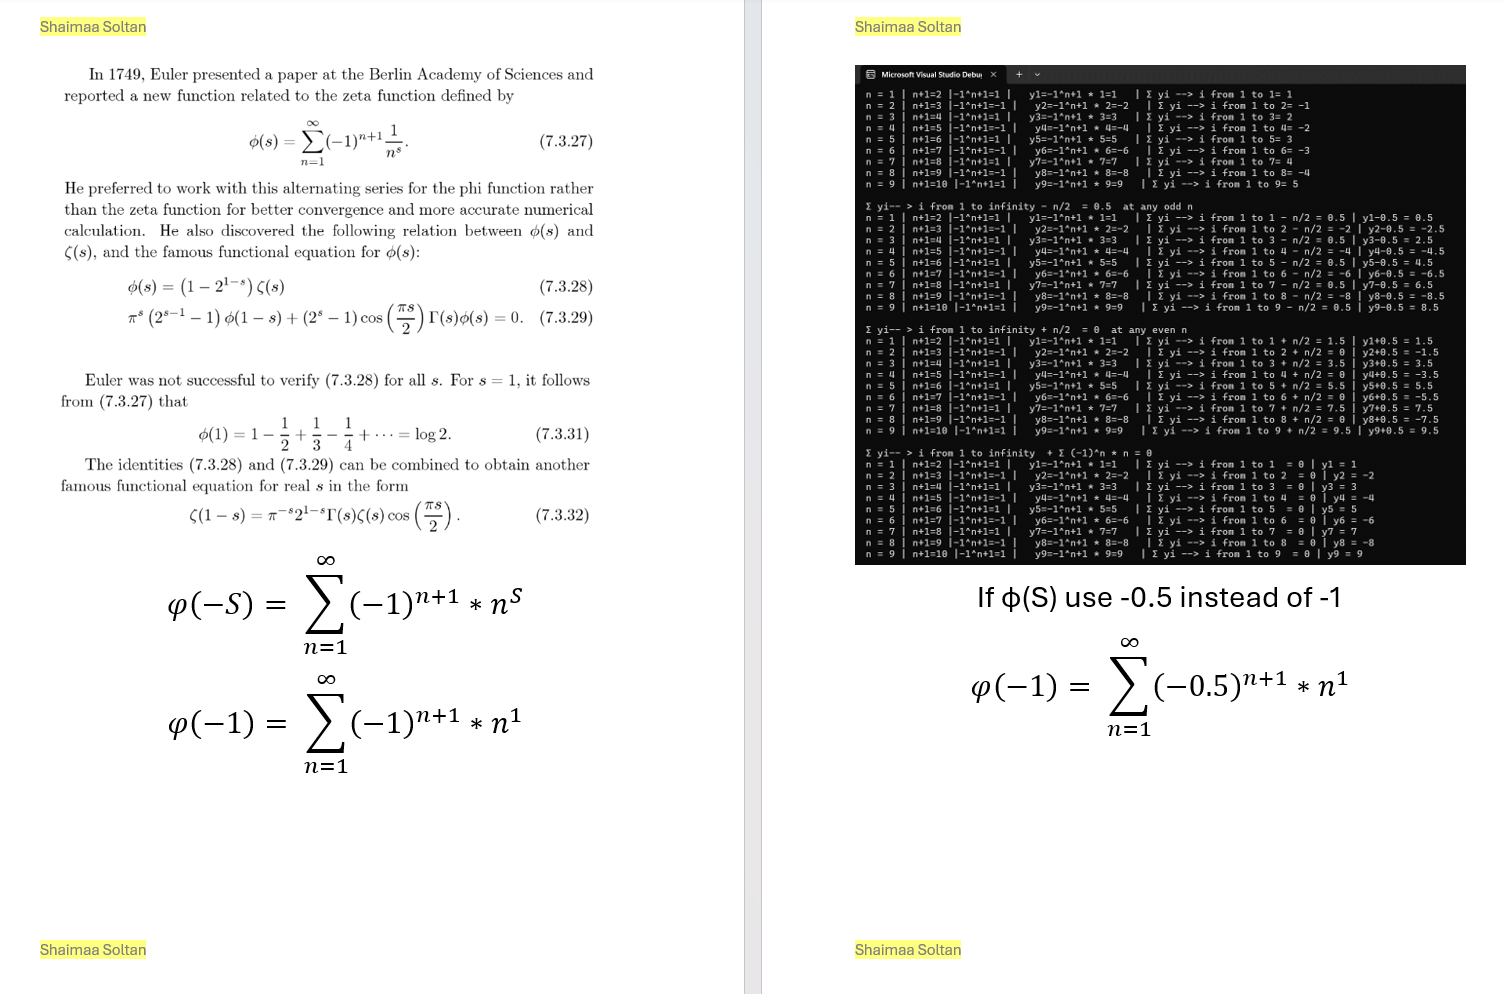 Shaimaa Soltan
In 1749, Euler presented a paper at the Berlin Academy of Sciences and
reported a new function related to the zeta function defined by
ϕ(s) = ∑_{n=1}^{∞} (−1)^{n+1} 1/n^s. (7.3.27)
He preferred to work with this alternating series for the phi function rather
than the zeta function for better convergence and more accurate numerical
calculation. He also discovered the following relation between ϕ(s) and
ζ(s), and the famous functional equation for ϕ(s):
ϕ(s) = (1 − 2^{1−s}) ζ(s) (7.3.28)
π^s (2^{s−1} − 1) ϕ(1 − s) + (2^s − 1) cos (πs/2) Γ(s)ϕ(s) = 0. (7.3.29)
Euler was not successful to verify (7.3.28) for all s. For s = 1, it follows
from (7.3.27) that
ϕ(1) = 1 − 1/2 + 1/3 − 1/4 + ⋯ = log 2. (7.3.31)
The identities (7.3.28) and (7.3.29) can be combined to obtain another
famous functional equation for real s in the form
ζ(1 − s) = π^{−s} 2^{1−s} Γ(s)ζ(s) cos (πs/2). (7.3.32)
φ(−S) = ∑_{n=1}^{∞} (−1)^{n+1} * n^S
φ(−1) = ∑_{n=1}^{∞} (−1)^{n+1} * n^1
Shaimaa Soltan
Shaimaa Soltan
Microsoft Visual Studio Debu × + ⌄
n = 1 | n+1=2 |-1^n+1=1 | y1=-1^n+1 * 1=1 | Σ yi --> i from 1 to 1= 1
n = 2 | n+1=3 |-1^n+1=-1 | y2=-1^n+1 * 2=-2 | Σ yi --> i from 1 to 2= -1
n = 3 | n+1=4 |-1^n+1=1 | y3=-1^n+1 * 3=3 | Σ yi --> i from 1 to 3= 2
n = 4 | n+1=5 |-1^n+1=-1 | y4=-1^n+1 * 4=-4 | Σ yi --> i from 1 to 4= -2
n = 5 | n+1=6 |-1^n+1=1 | y5=-1^n+1 * 5=5 | Σ yi --> i from 1 to 5= 3
n = 6 | n+1=7 |-1^n+1=-1 | y6=-1^n+1 * 6=-6 | Σ yi --> i from 1 to 6= -3
n = 7 | n+1=8 |-1^n+1=1 | y7=-1^n+1 * 7=7 | Σ yi --> i from 1 to 7= 4
n = 8 | n+1=9 |-1^n+1=-1 | y8=-1^n+1 * 8=-8 | Σ yi --> i from 1 to 8= -4
n = 9 | n+1=10 |-1^n+1=1 | y9=-1^n+1 * 9=9 | Σ yi --> i from 1 to 9= 5
Σ yi-- > i from 1 to infinity - n/2 = 0.5 at any odd n
n = 1 | n+1=2 |-1^n+1=1 | y1=-1^n+1 * 1=1 | Σ yi --> i from 1 to 1 - n/2 = 0.5 | y1-0.5 = 0.5
n = 2 | n+1=3 |-1^n+1=-1 | y2=-1^n+1 * 2=-2 | Σ yi --> i from 1 to 2 - n/2 = -2 | y2-0.5 = -2.5
n = 3 | n+1=4 |-1^n+1=1 | y3=-1^n+1 * 3=3 | Σ yi --> i from 1 to 3 - n/2 = 0.5 | y3-0.5 = 2.5
n = 4 | n+1=5 |-1^n+1=-1 | y4=-1^n+1 * 4=-4 | Σ yi --> i from 1 to 4 - n/2 = -4 | y4-0.5 = -4.5
n = 5 | n+1=6 |-1^n+1=1 | y5=-1^n+1 * 5=5 | Σ yi --> i from 1 to 5 - n/2 = 0.5 | y5-0.5 = 4.5
n = 6 | n+1=7 |-1^n+1=-1 | y6=-1^n+1 * 6=-6 | Σ yi --> i from 1 to 6 - n/2 = -6 | y6-0.5 = -6.5
n = 7 | n+1=8 |-1^n+1=1 | y7=-1^n+1 * 7=7 | Σ yi --> i from 1 to 7 - n/2 = 0.5 | y7-0.5 = 6.5
n = 8 | n+1=9 |-1^n+1=-1 | y8=-1^n+1 * 8=-8 | Σ yi --> i from 1 to 8 - n/2 = -8 | y8-0.5 = -8.5
n = 9 | n+1=10 |-1^n+1=1 | y9=-1^n+1 * 9=9 | Σ yi --> i from 1 to 9 - n/2 = 0.5 | y9-0.5 = 8.5
Σ yi-- > i from 1 to infinity + n/2 = 0 at any even n
n = 1 | n+1=2 |-1^n+1=1 | y1=-1^n+1 * 1=1 | Σ yi --> i from 1 to 1 + n/2 = 1.5 | y1+0.5 = 1.5
n = 2 | n+1=3 |-1^n+1=-1 | y2=-1^n+1 * 2=-2 | Σ yi --> i from 1 to 2 + n/2 = 0 | y2+0.5 = -1.5
n = 3 | n+1=4 |-1^n+1=1 | y3=-1^n+1 * 3=3 | Σ yi --> i from 1 to 3 + n/2 = 3.5 | y3+0.5 = 3.5
n = 4 | n+1=5 |-1^n+1=-1 | y4=-1^n+1 * 4=-4 | Σ yi --> i from 1 to 4 + n/2 = 0 | y4+0.5 = -3.5
n = 5 | n+1=6 |-1^n+1=1 | y5=-1^n+1 * 5=5 | Σ yi --> i from 1 to 5 + n/2 = 5.5 | y5+0.5 = 5.5
n = 6 | n+1=7 |-1^n+1=-1 | y6=-1^n+1 * 6=-6 | Σ yi --> i from 1 to 6 + n/2 = 0 | y6+0.5 = -5.5
n = 7 | n+1=8 |-1^n+1=1 | y7=-1^n+1 * 7=7 | Σ yi --> i from 1 to 7 + n/2 = 7.5 | y7+0.5 = 7.5
n = 8 | n+1=9 |-1^n+1=-1 | y8=-1^n+1 * 8=-8 | Σ yi --> i from 1 to 8 + n/2 = 0 | y8+0.5 = -7.5
n = 9 | n+1=10 |-1^n+1=1 | y9=-1^n+1 * 9=9 | Σ yi --> i from 1 to 9 + n/2 = 9.5 | y9+0.5 = 9.5
Σ yi-- > i from 1 to infinity + Σ (-1)^n * n = 0
n = 1 | n+1=2 |-1^n+1=1 | y1=-1^n+1 * 1=1 | Σ yi --> i from 1 to 1 = 0 | y1 = 1
n = 2 | n+1=3 |-1^n+1=-1 | y2=-1^n+1 * 2=-2 | Σ yi --> i from 1 to 2 = 0 | y2 = -2
n = 3 | n+1=4 |-1^n+1=1 | y3=-1^n+1 * 3=3 | Σ yi --> i from 1 to 3 = 0 | y3 = 3
n = 4 | n+1=5 |-1^n+1=-1 | y4=-1^n+1 * 4=-4 | Σ yi --> i from 1 to 4 = 0 | y4 = -4
n = 5 | n+1=6 |-1^n+1=1 | y5=-1^n+1 * 5=5 | Σ yi --> i from 1 to 5 = 0 | y5 = 5
n = 6 | n+1=7 |-1^n+1=-1 | y6=-1^n+1 * 6=-6 | Σ yi --> i from 1 to 6 = 0 | y6 = -6
n = 7 | n+1=8 |-1^n+1=1 | y7=-1^n+1 * 7=7 | Σ yi --> i from 1 to 7 = 0 | y7 = 7
n = 8 | n+1=9 |-1^n+1=-1 | y8=-1^n+1 * 8=-8 | Σ yi --> i from 1 to 8 = 0 | y8 = -8
n = 9 | n+1=10 |-1^n+1=1 | y9=-1^n+1 * 9=9 | Σ yi --> i from 1 to 9 = 0 | y9 = 9
If ϕ(S) use -0.5 instead of -1
φ(−1) = ∑_{n=1}^{∞} (−0.5)^{n+1} * n^1
Shaimaa Soltan